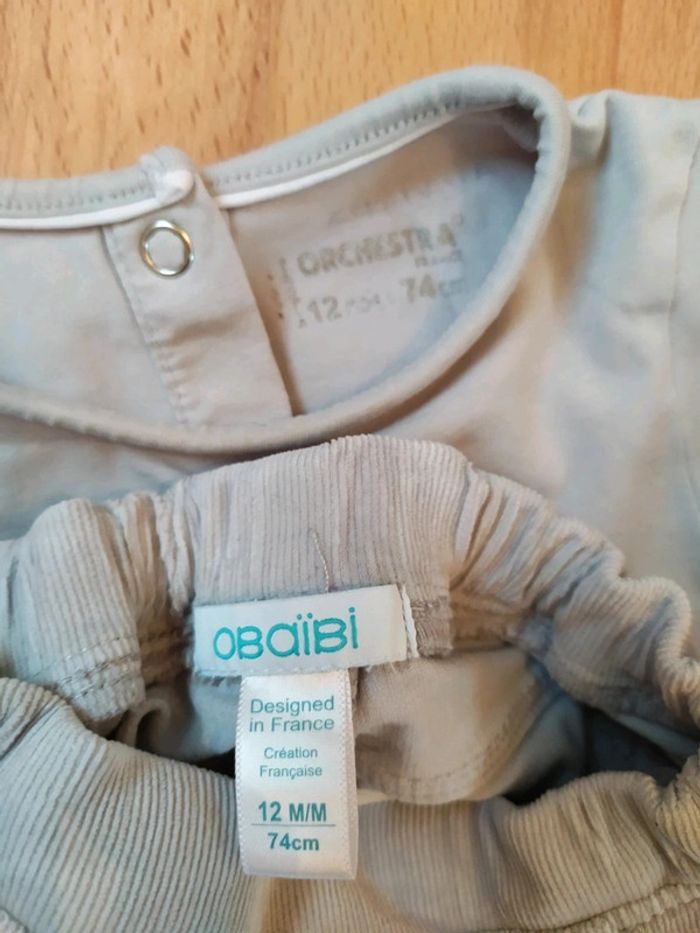 ORCHESTRA
12 74cm
OBAÏBI
Designed
in France
Création
Française
12 M/M
74cm